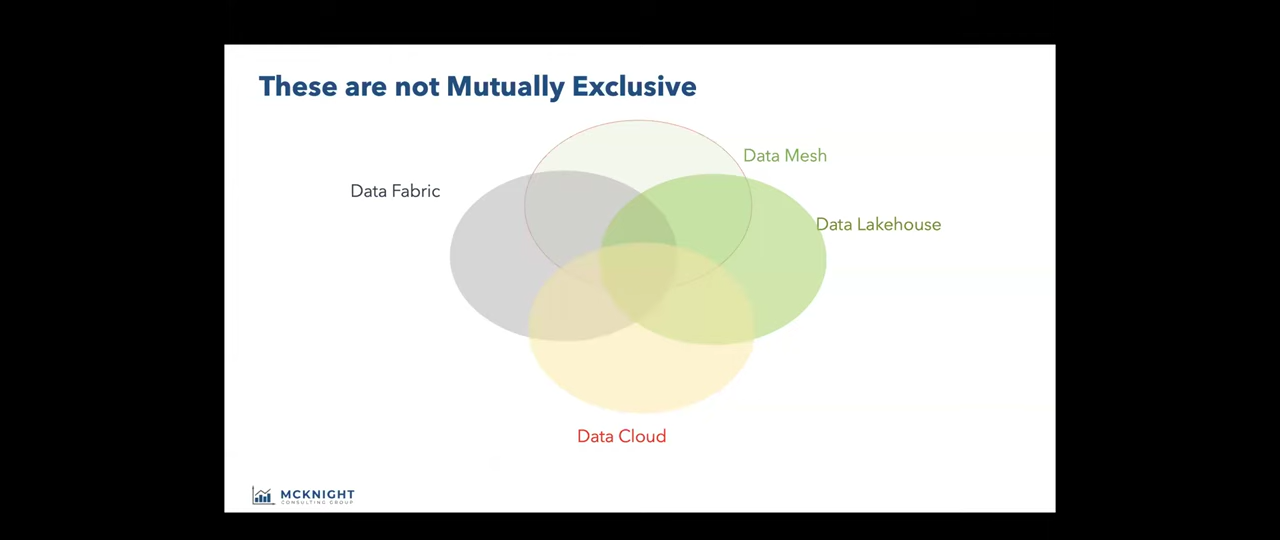 These are not Mutually Exclusive
Data Mesh
Data Fabric
Data Lakehouse
Data Cloud
MCKNIGHT
CONSULTING GROUP